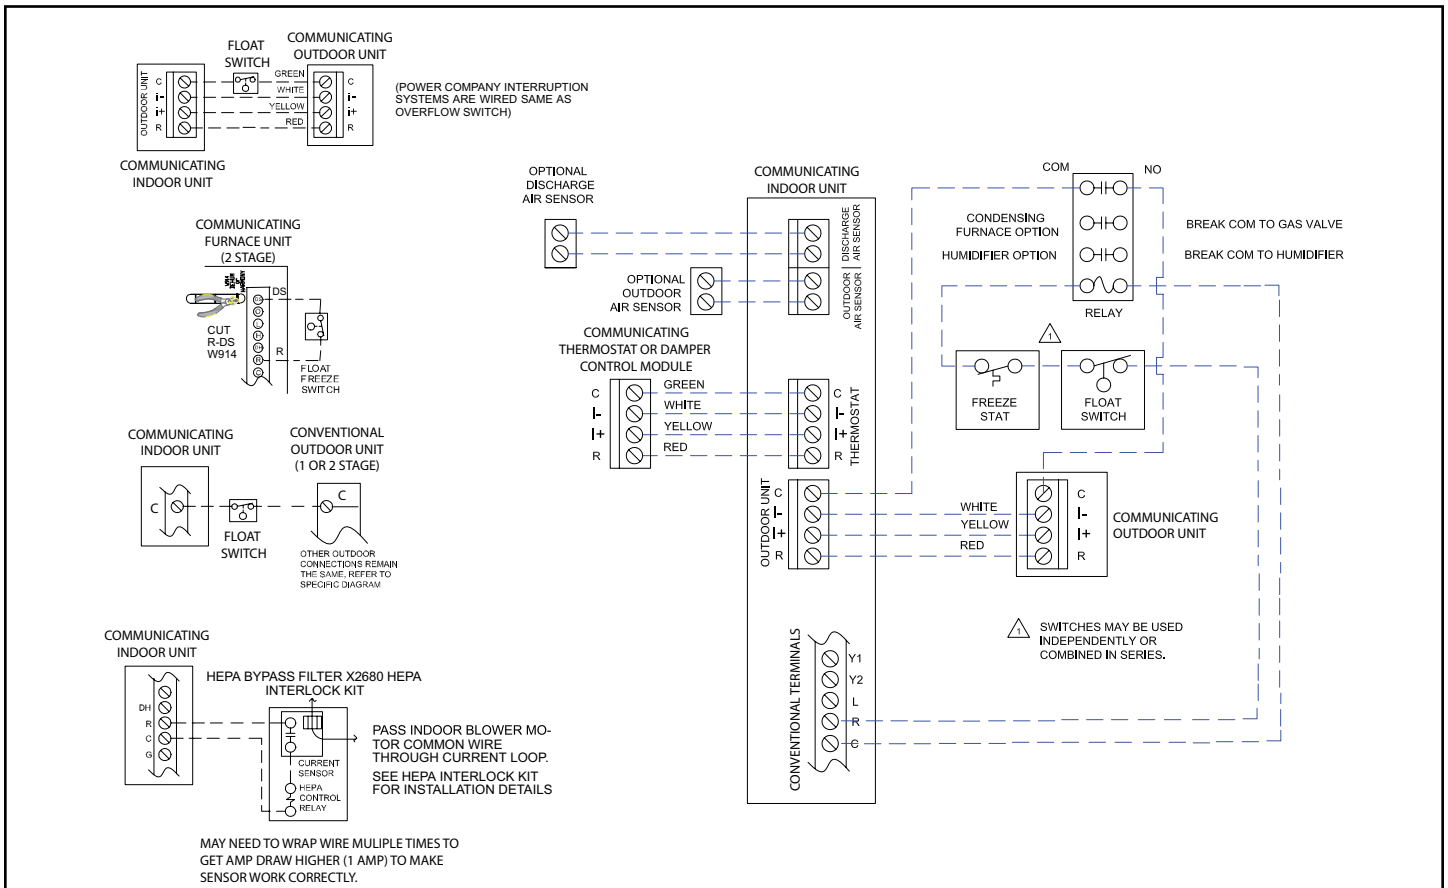 COMMUNICATING
OUTDOOR UNIT
FLOAT
SWITCH
OUTDOOR UNIT
C
i-
i+
R
GREEN
WHITE
YELLOW
RED
C
i-
i+
R
COMMUNICATING
INDOOR UNIT
(POWER COMPANY INTERRUPTION
SYSTEMS ARE WIRED SAME AS
OVERFLOW SWITCH)
COMMUNICATING
FURNACE UNIT
(2 STAGE)
DS
DS
O
L
H
DH
R
C
CUT
R-DS
W914
R
FLOAT
FREEZE
SWITCH
COMMUNICATING
INDOOR UNIT
C
FLOAT
SWITCH
CONVENTIONAL
OUTDOOR UNIT
(1 OR 2 STAGE)
C
OTHER OUTDOOR
CONNECTIONS REMAIN
THE SAME, REFER TO
SPECIFIC DIAGRAM
COMMUNICATING
INDOOR UNIT
DH
R
C
G
HEPA BYPASS FILTER X2680 HEPA
INTERLOCK KIT
CURRENT
SENSOR
HEPA
CONTROL
RELAY
PASS INDOOR BLOWER MO-
TOR COMMON WIRE
THROUGH CURRENT LOOP.
SEE HEPA INTERLOCK KIT
FOR INSTALLATION DETAILS
MAY NEED TO WRAP WIRE MULIPLE TIMES TO
GET AMP DRAW HIGHER (1 AMP) TO MAKE
SENSOR WORK CORRECTLY.
OPTIONAL
DISCHARGE
AIR SENSOR
COMMUNICATING
INDOOR UNIT
DISCHARGE
AIR SENSOR
OPTIONAL
OUTDOOR
AIR SENSOR
OUTDOOR
AIR SENSOR
COMMUNICATING
THERMOSTAT OR DAMPER
CONTROL MODULE
C
I-
I+
R
GREEN
WHITE
YELLOW
RED
C
I-
I+
R
THERMOSTAT
OUTDOOR UNIT
C
I-
I+
R
WHITE
YELLOW
RED
C
I-
I+
R
COMMUNICATING
OUTDOOR UNIT
CONVENTIONAL TERMINALS
Y1
Y2
L
R
C
COM
NO
CONDENSING
FURNACE OPTION
HUMIDIFIER OPTION
BREAK COM TO GAS VALVE
BREAK COM TO HUMIDIFIER
RELAY
1
FREEZE
STAT
FLOAT
SWITCH
1
SWITCHES MAY BE USED
INDEPENDENTLY OR
COMBINED IN SERIES.